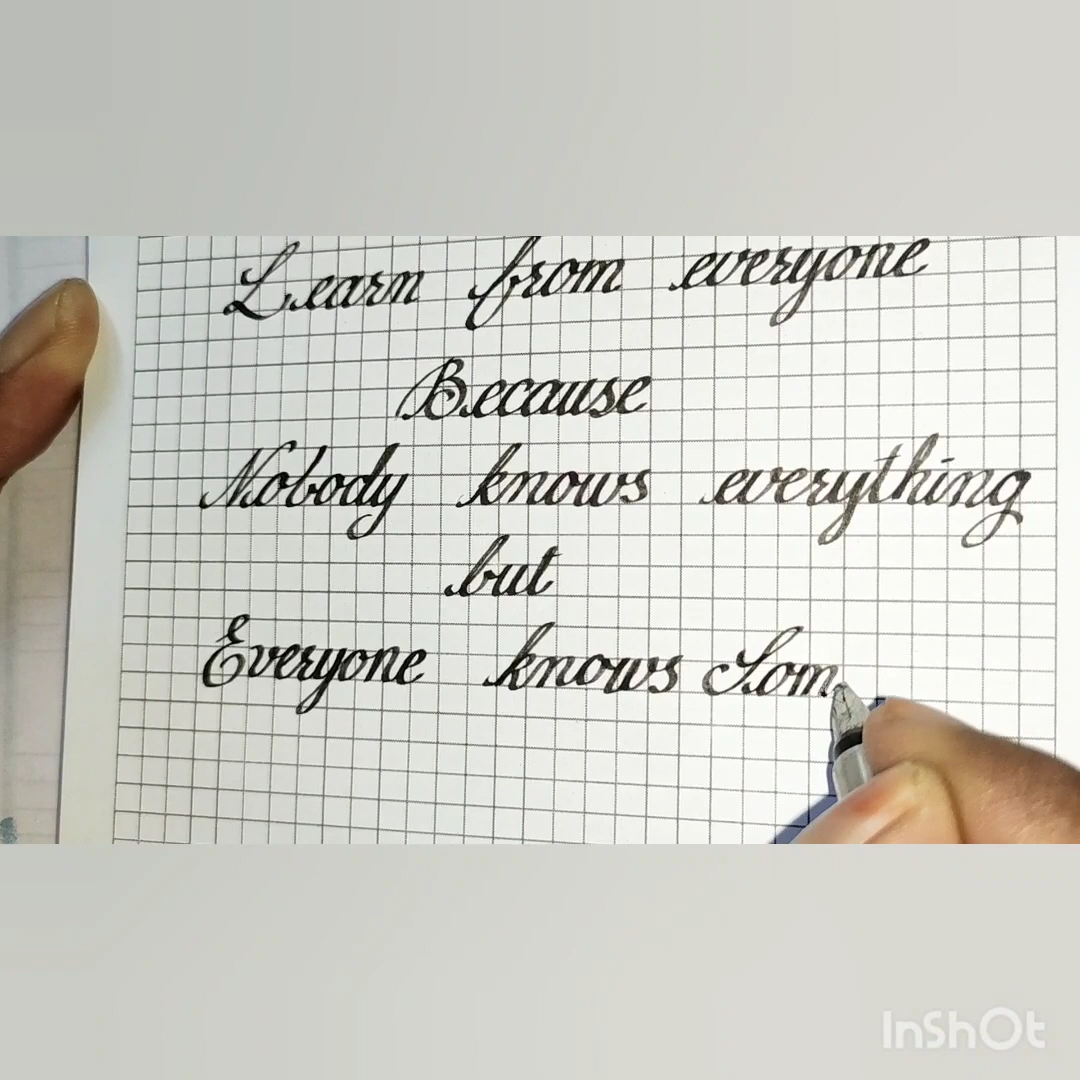 Learn from everyone
Because
Nobody knows everything
but
Everyone knows Som
InShOt